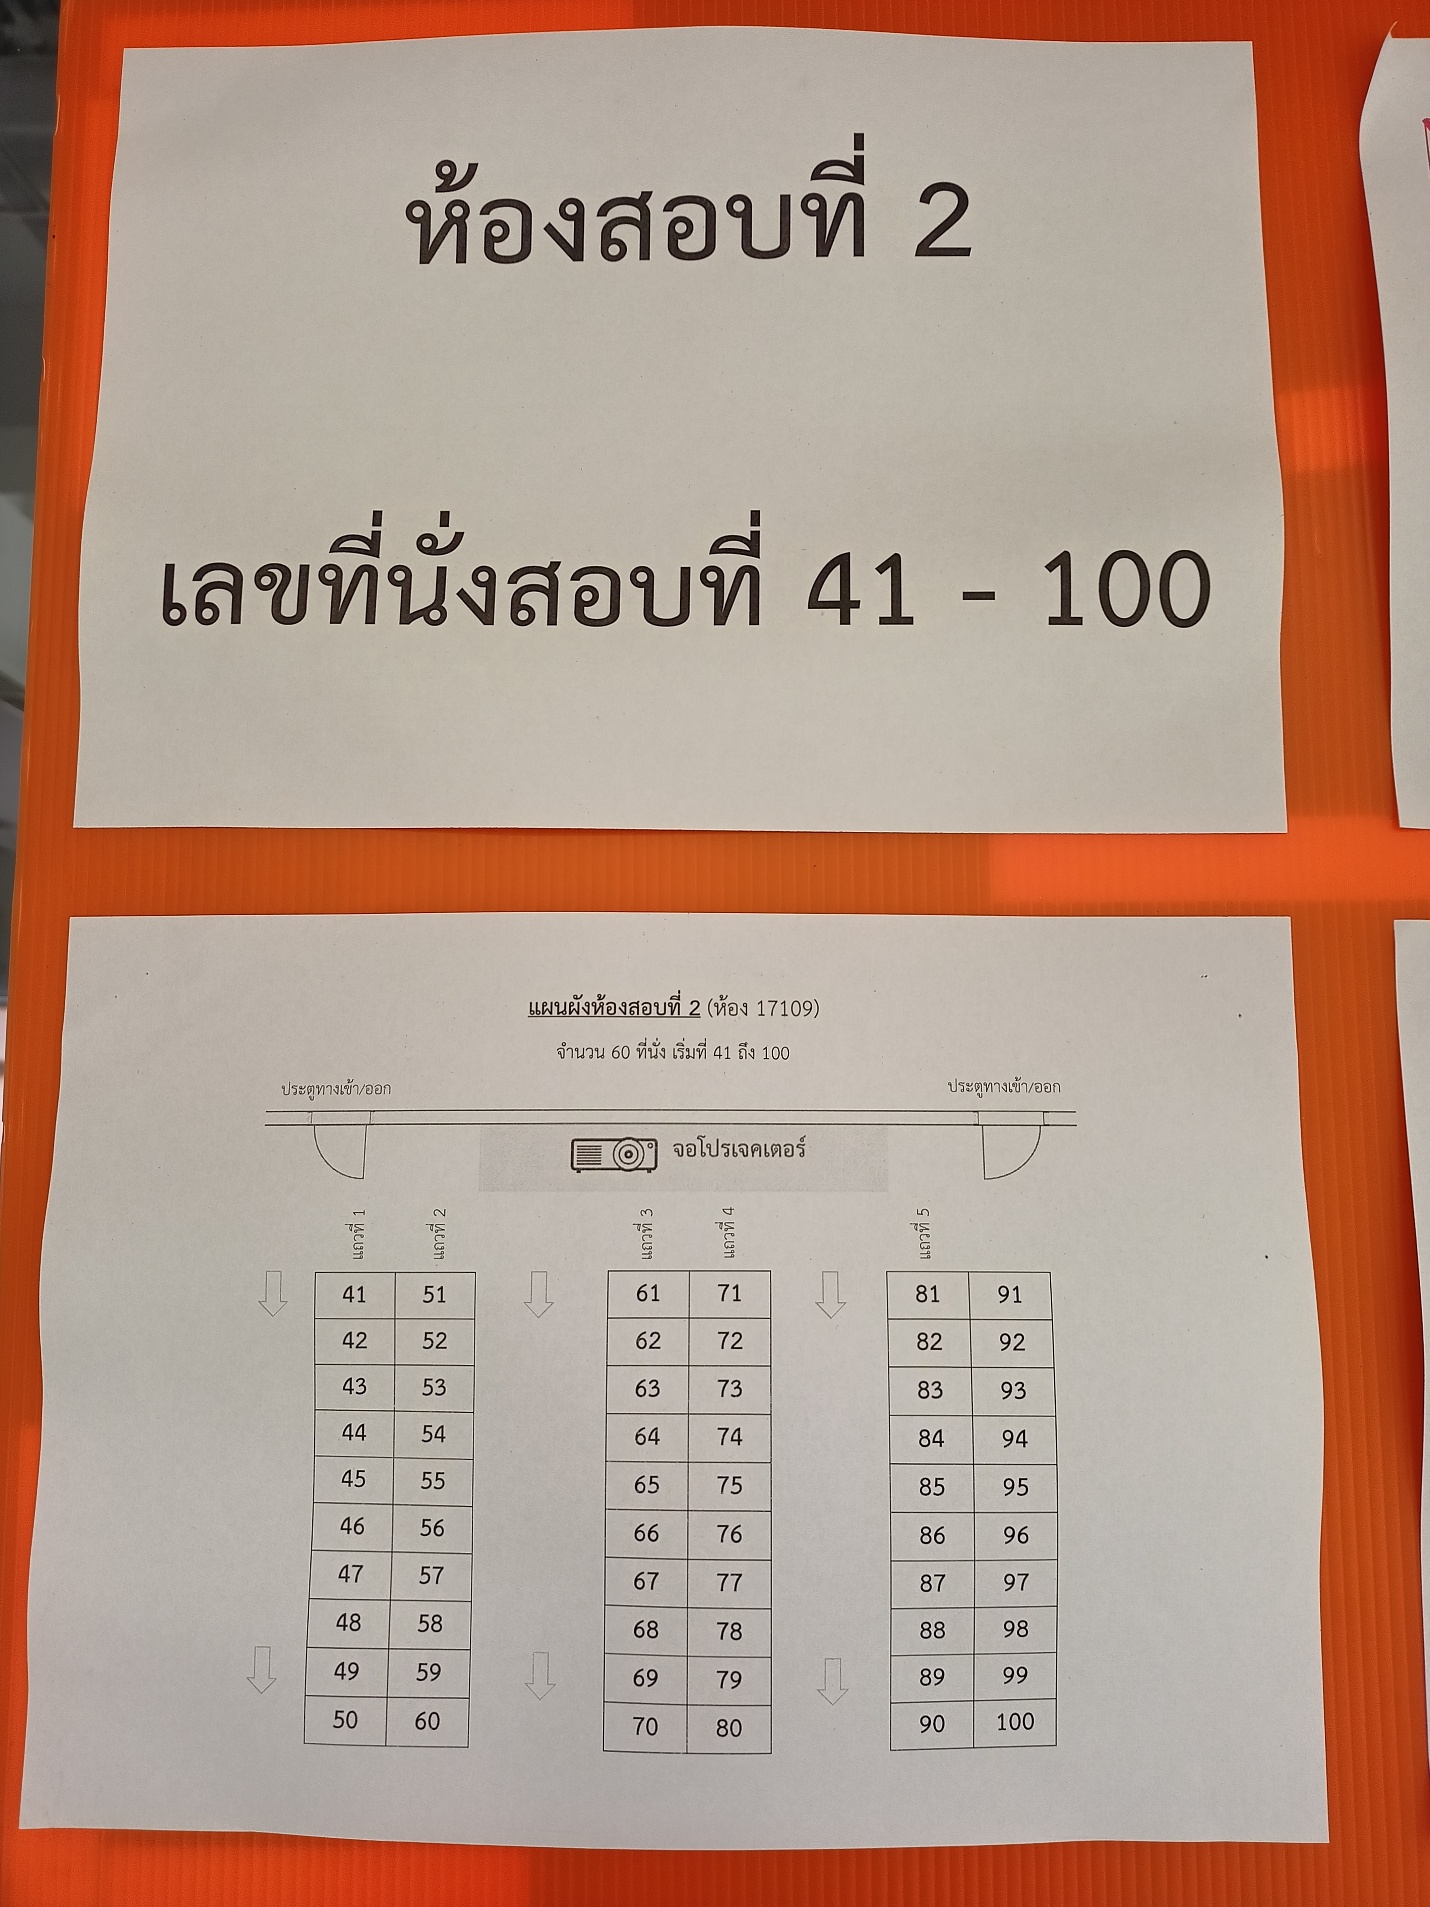 ห้องสอบที่ 2
เลขที่นั่งสอบที่ 41 - 100
แผนผังห้องสอบที่ 2 (ห้อง 17109)
จำนวน 60 ที่นั่ง เริ่มที่ 41 ถึง 100
ประตูทางเข้า/ออก ประตูทางเข้า/ออก
จอโปรเจคเตอร์
แถวที่ 1 แถวที่ 2 แถวที่ 3 แถวที่ 4 แถวที่ 5
41 51 61 71 81 91
42 52 62 72 82 92
43 53 63 73 83 93
44 54 64 74 84 94
45 55 65 75 85 95
46 56 66 76 86 96
47 57 67 77 87 97
48 58 68 78 88 98
49 59 69 79 89 99
50 60 70 80 90 100